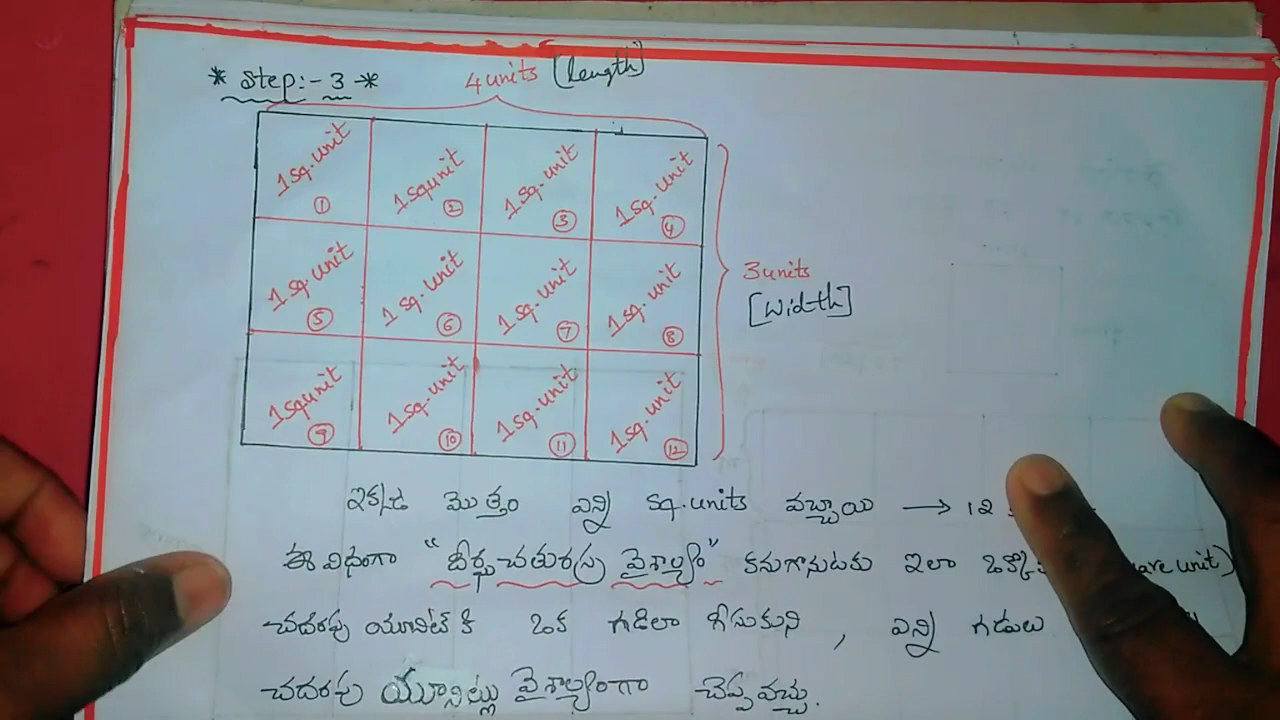 * Step:- 3 *
4 units [length]
1 sq. unit ①
1 sq unit ②
1 sq. unit ③
1 sq. unit ④
1 sq. unit ⑤
1 sq. unit ⑥
1 sq. unit ⑦
1 sq. unit ⑧
3 units
[Width]
1 sq unit ⑨
1 sq. unit ⑩
1 sq. unit ⑪
1 sq. unit ⑫
ఇక్కడ మొత్తం ఎన్ని sq. units వచ్చాయి → 12
ఈ విధంగా "దీర్ఘచతురస్ర వైశాల్యం" కనుగొనుటకు ఇలా unit)
చదరపు యూనిట్ కి ఒక గడిలా గీసుకుని , ఎన్ని గడులు
చదరపు యూనిట్లు వైశాల్యంగా చెప్పవచ్చు.